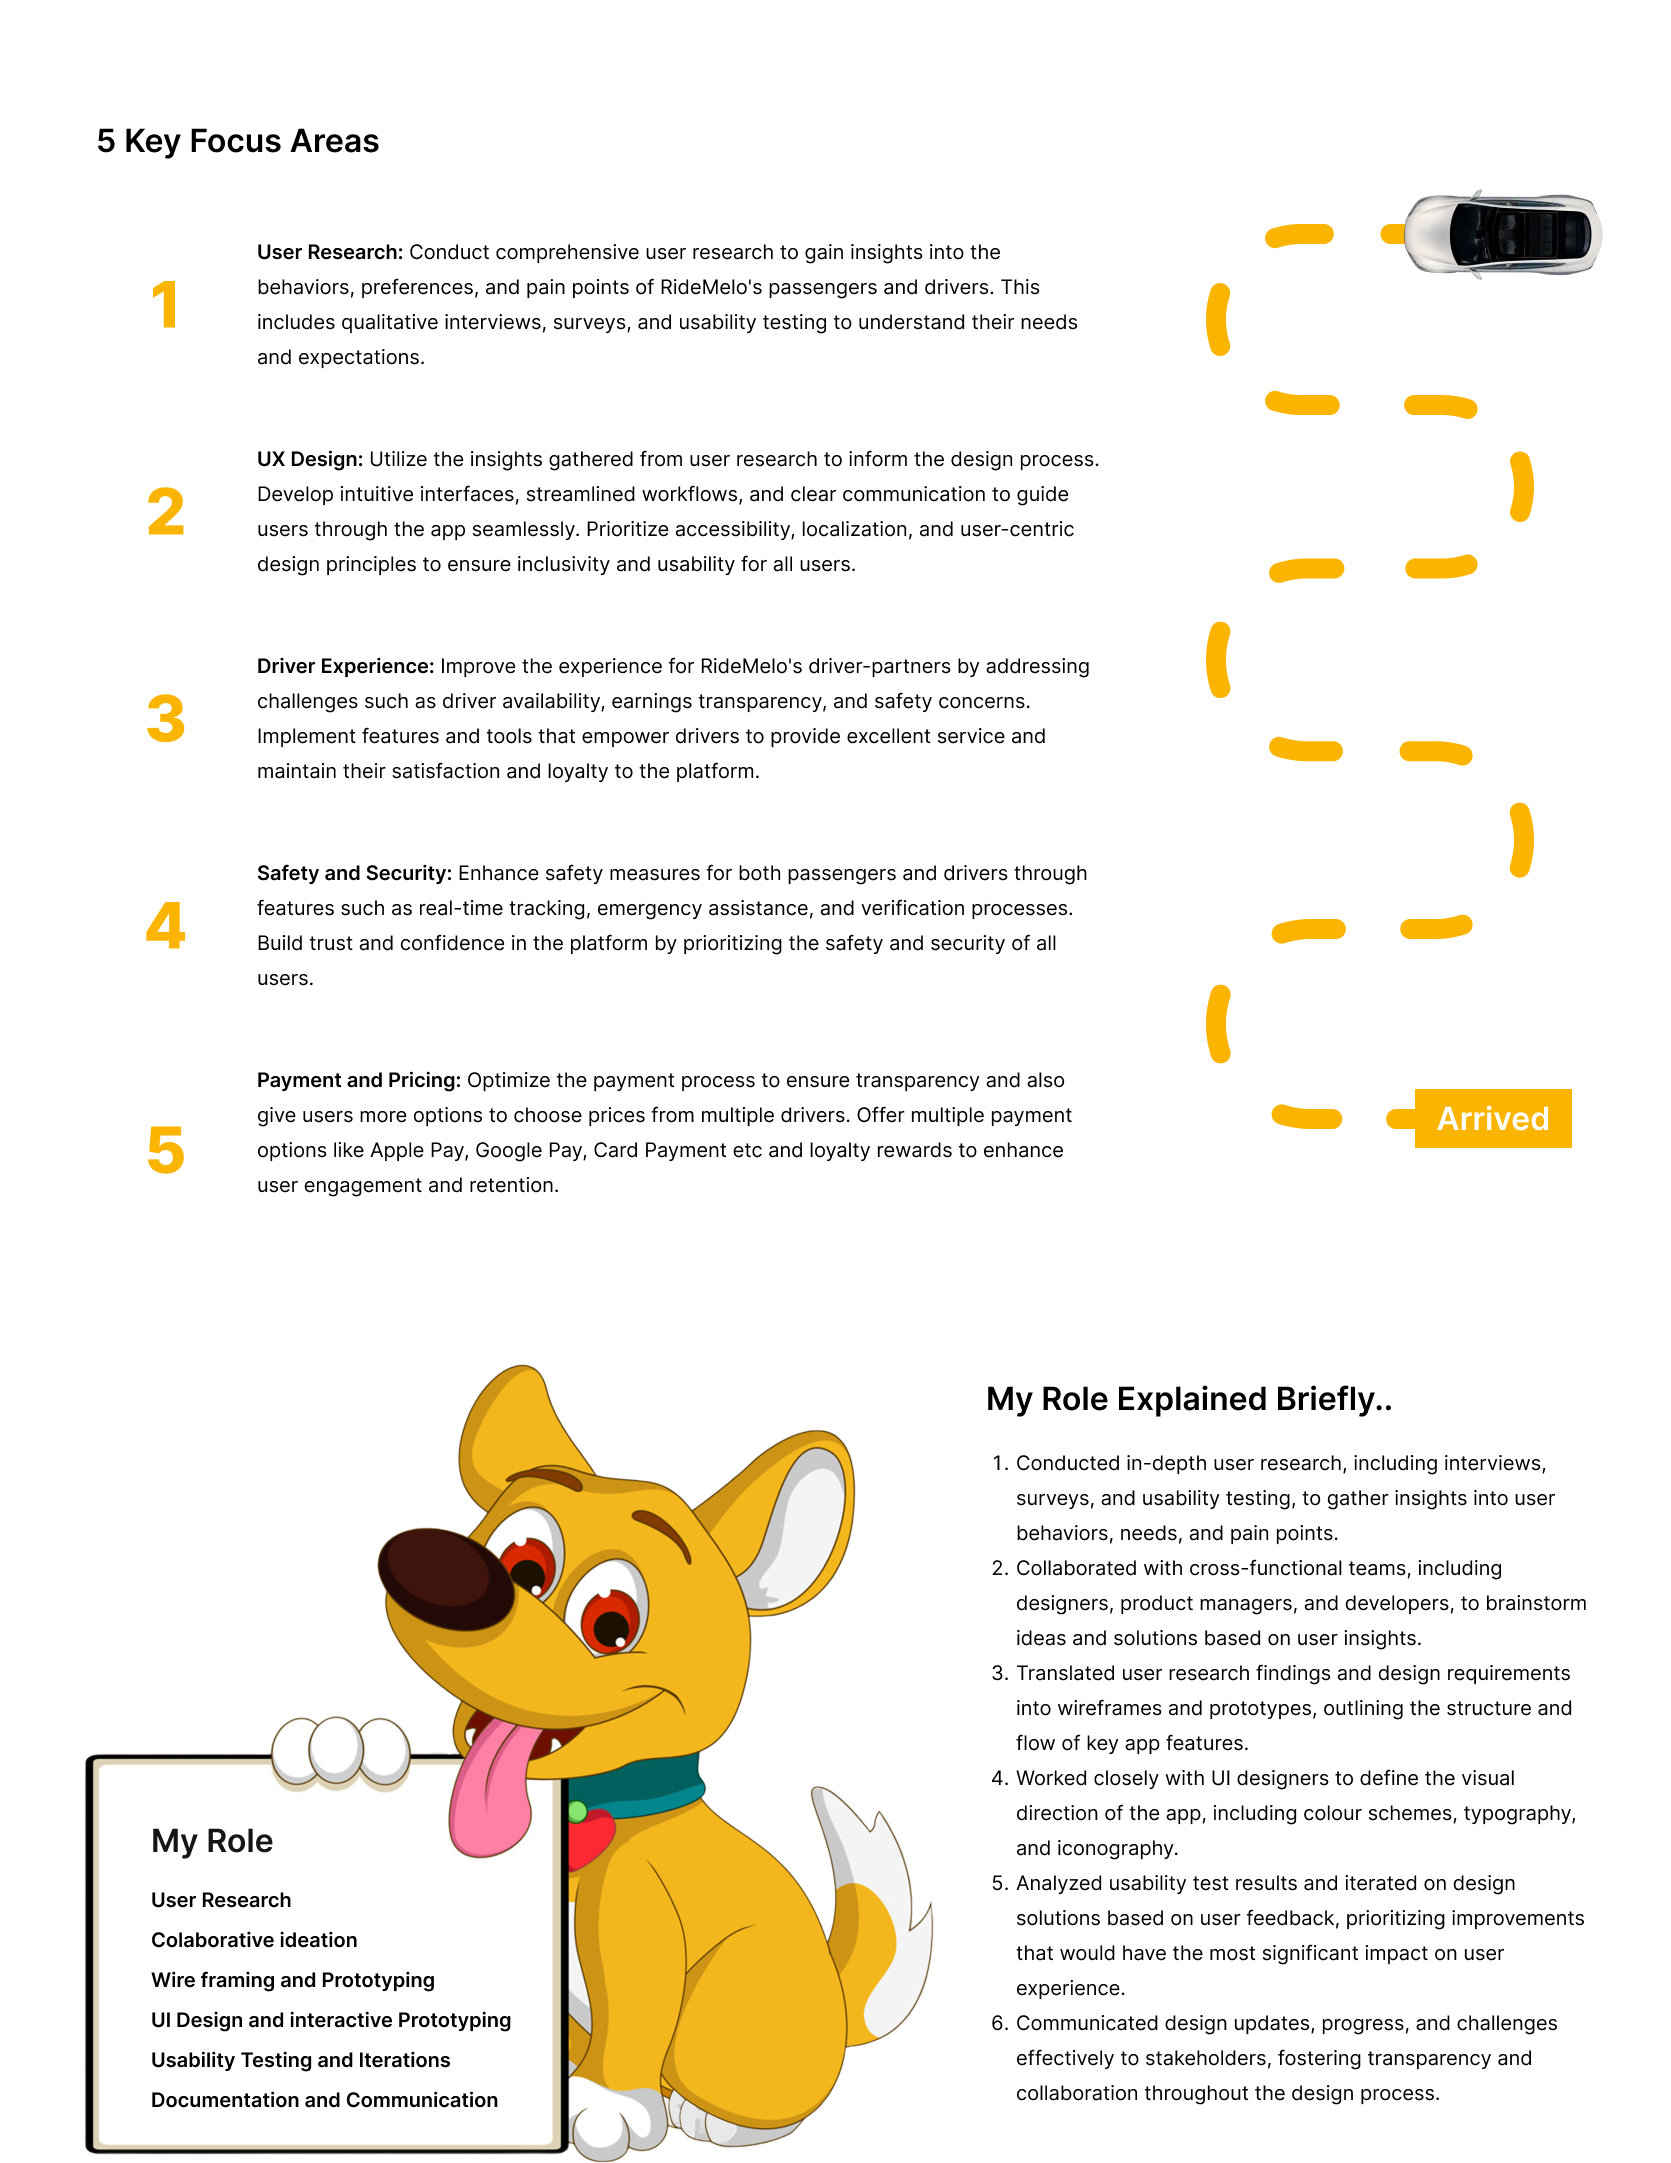 5 Key Focus Areas
1
User Research: Conduct comprehensive user research to gain insights into the
behaviors, preferences, and pain points of RideMelo's passengers and drivers. This
includes qualitative interviews, surveys, and usability testing to understand their needs
and expectations.
2
UX Design: Utilize the insights gathered from user research to inform the design process.
Develop intuitive interfaces, streamlined workflows, and clear communication to guide
users through the app seamlessly. Prioritize accessibility, localization, and user-centric
design principles to ensure inclusivity and usability for all users.
3
Driver Experience: Improve the experience for RideMelo's driver-partners by addressing
challenges such as driver availability, earnings transparency, and safety concerns.
Implement features and tools that empower drivers to provide excellent service and
maintain their satisfaction and loyalty to the platform.
4
Safety and Security: Enhance safety measures for both passengers and drivers through
features such as real-time tracking, emergency assistance, and verification processes.
Build trust and confidence in the platform by prioritizing the safety and security of all
users.
5
Payment and Pricing: Optimize the payment process to ensure transparency and also
give users more options to choose prices from multiple drivers. Offer multiple payment
options like Apple Pay, Google Pay, Card Payment etc and loyalty rewards to enhance
user engagement and retention.
Arrived
My Role
User Research
Colaborative ideation
Wire framing and Prototyping
UI Design and interactive Prototyping
Usability Testing and Iterations
Documentation and Communication
My Role Explained Briefly..
1. Conducted in-depth user research, including interviews,
surveys, and usability testing, to gather insights into user
behaviors, needs, and pain points.
2. Collaborated with cross-functional teams, including
designers, product managers, and developers, to brainstorm
ideas and solutions based on user insights.
3. Translated user research findings and design requirements
into wireframes and prototypes, outlining the structure and
flow of key app features.
4. Worked closely with UI designers to define the visual
direction of the app, including colour schemes, typography,
and iconography.
5. Analyzed usability test results and iterated on design
solutions based on user feedback, prioritizing improvements
that would have the most significant impact on user
experience.
6. Communicated design updates, progress, and challenges
effectively to stakeholders, fostering transparency and
collaboration throughout the design process.